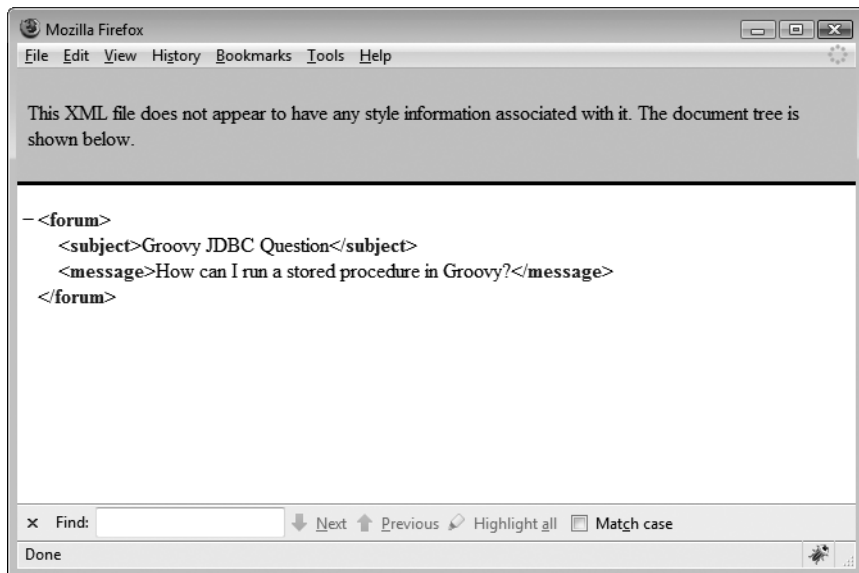 Mozilla Firefox
File Edit View History Bookmarks Tools Help
This XML file does not appear to have any style information associated with it. The document tree is
shown below.
−<forum>
<subject>Groovy JDBC Question</subject>
<message>How can I run a stored procedure in Groovy?</message>
</forum>
× Find: Next Previous Highlight all Match case
Done